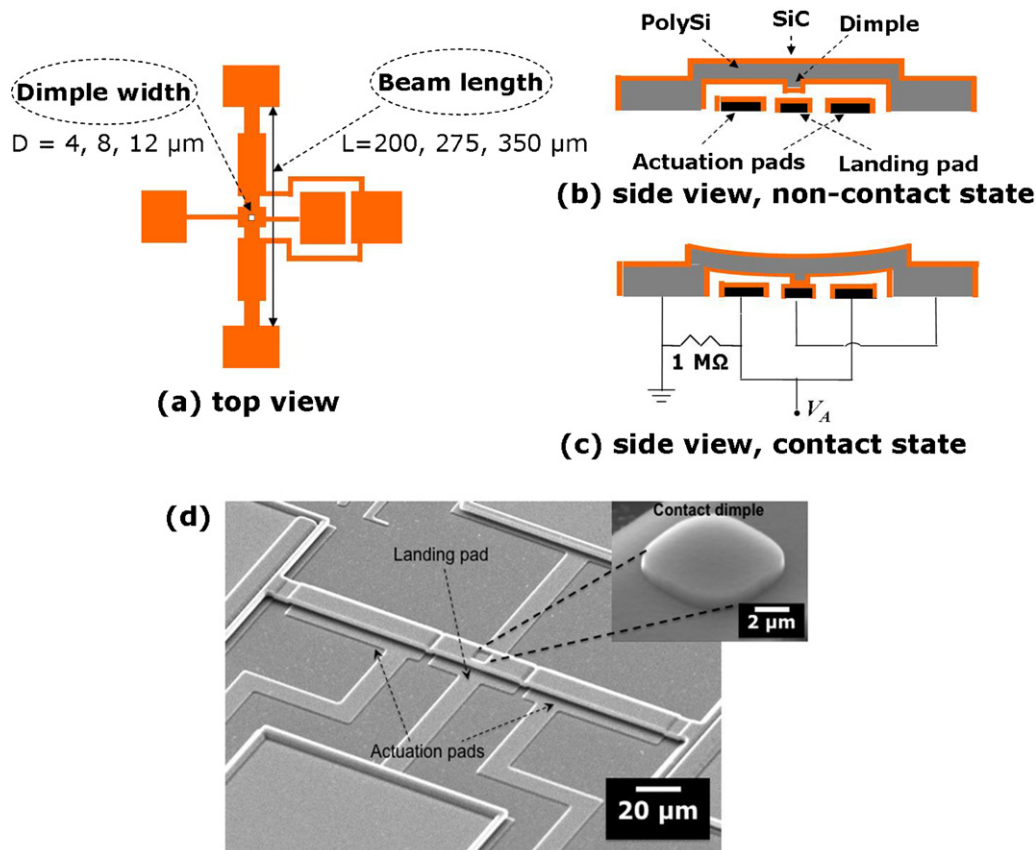 PolySi SiC Dimple
Dimple width
Beam length
D = 4, 8, 12 µm
L=200, 275, 350 µm
Actuation pads Landing pad
(b) side view, non-contact state
(a) top view
1 MΩ
V_A
(c) side view, contact state
(d)
Contact dimple
Landing pad
2 µm
Actuation pads
20 µm